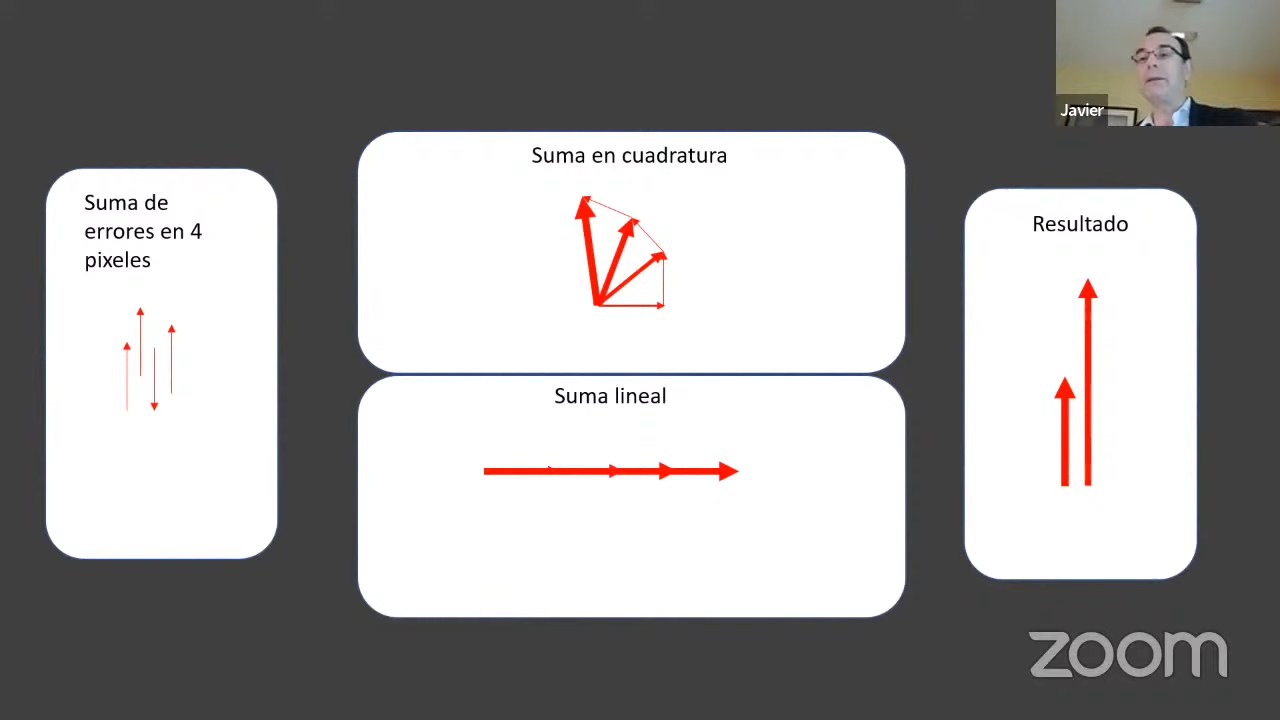 Javier
Suma en cuadratura
Suma de
errores en 4
pixeles
Resultado
Suma lineal
zoom